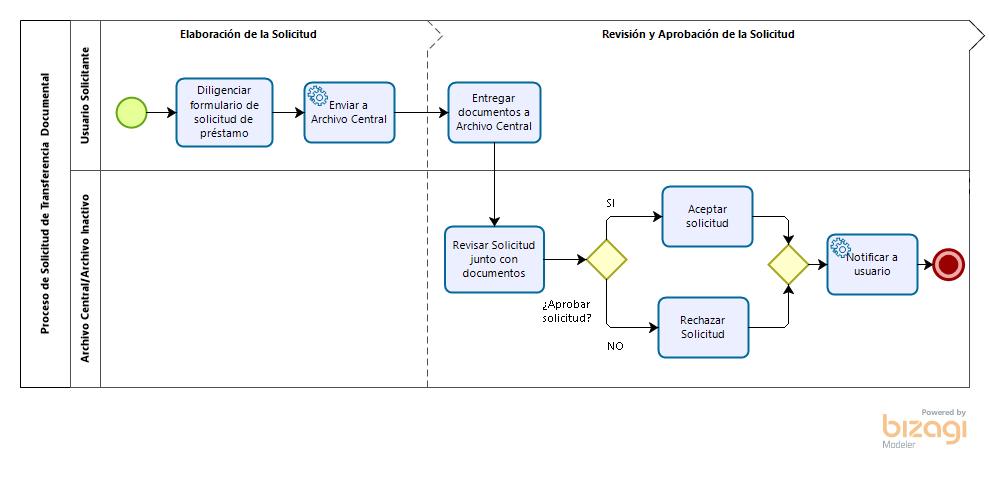 Proceso de Solicitud de Transferencia  Documental
Elaboración de la Solicitud
Revisión y Aprobación de la Solicitud
Usuario Solicitante
Diligenciar
formulario de
solicitud de
préstamo
Enviar a
Archivo Central
Entregar
documentos a
Archivo Central
Archivo Central/Archivo Inactivo
Revisar Solicitud
junto con
documentos
¿Aprobar
solicitud?
SI
Aceptar
solicitud
NO
Rechazar
Solicitud
Notificar a
usuario
Powered by
bizagi
Modeler